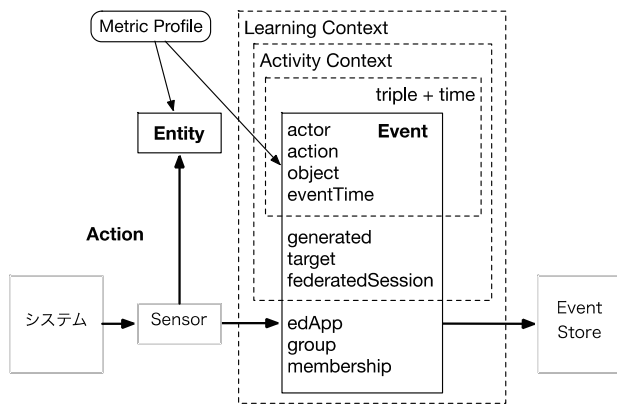 Metric Profile
Learning Context
Activity Context
triple + time
Entity
actor
Event
action
object
eventTime
Action
generated
target
federatedSession
システム
Sensor
edApp
group
membership
Event
Store